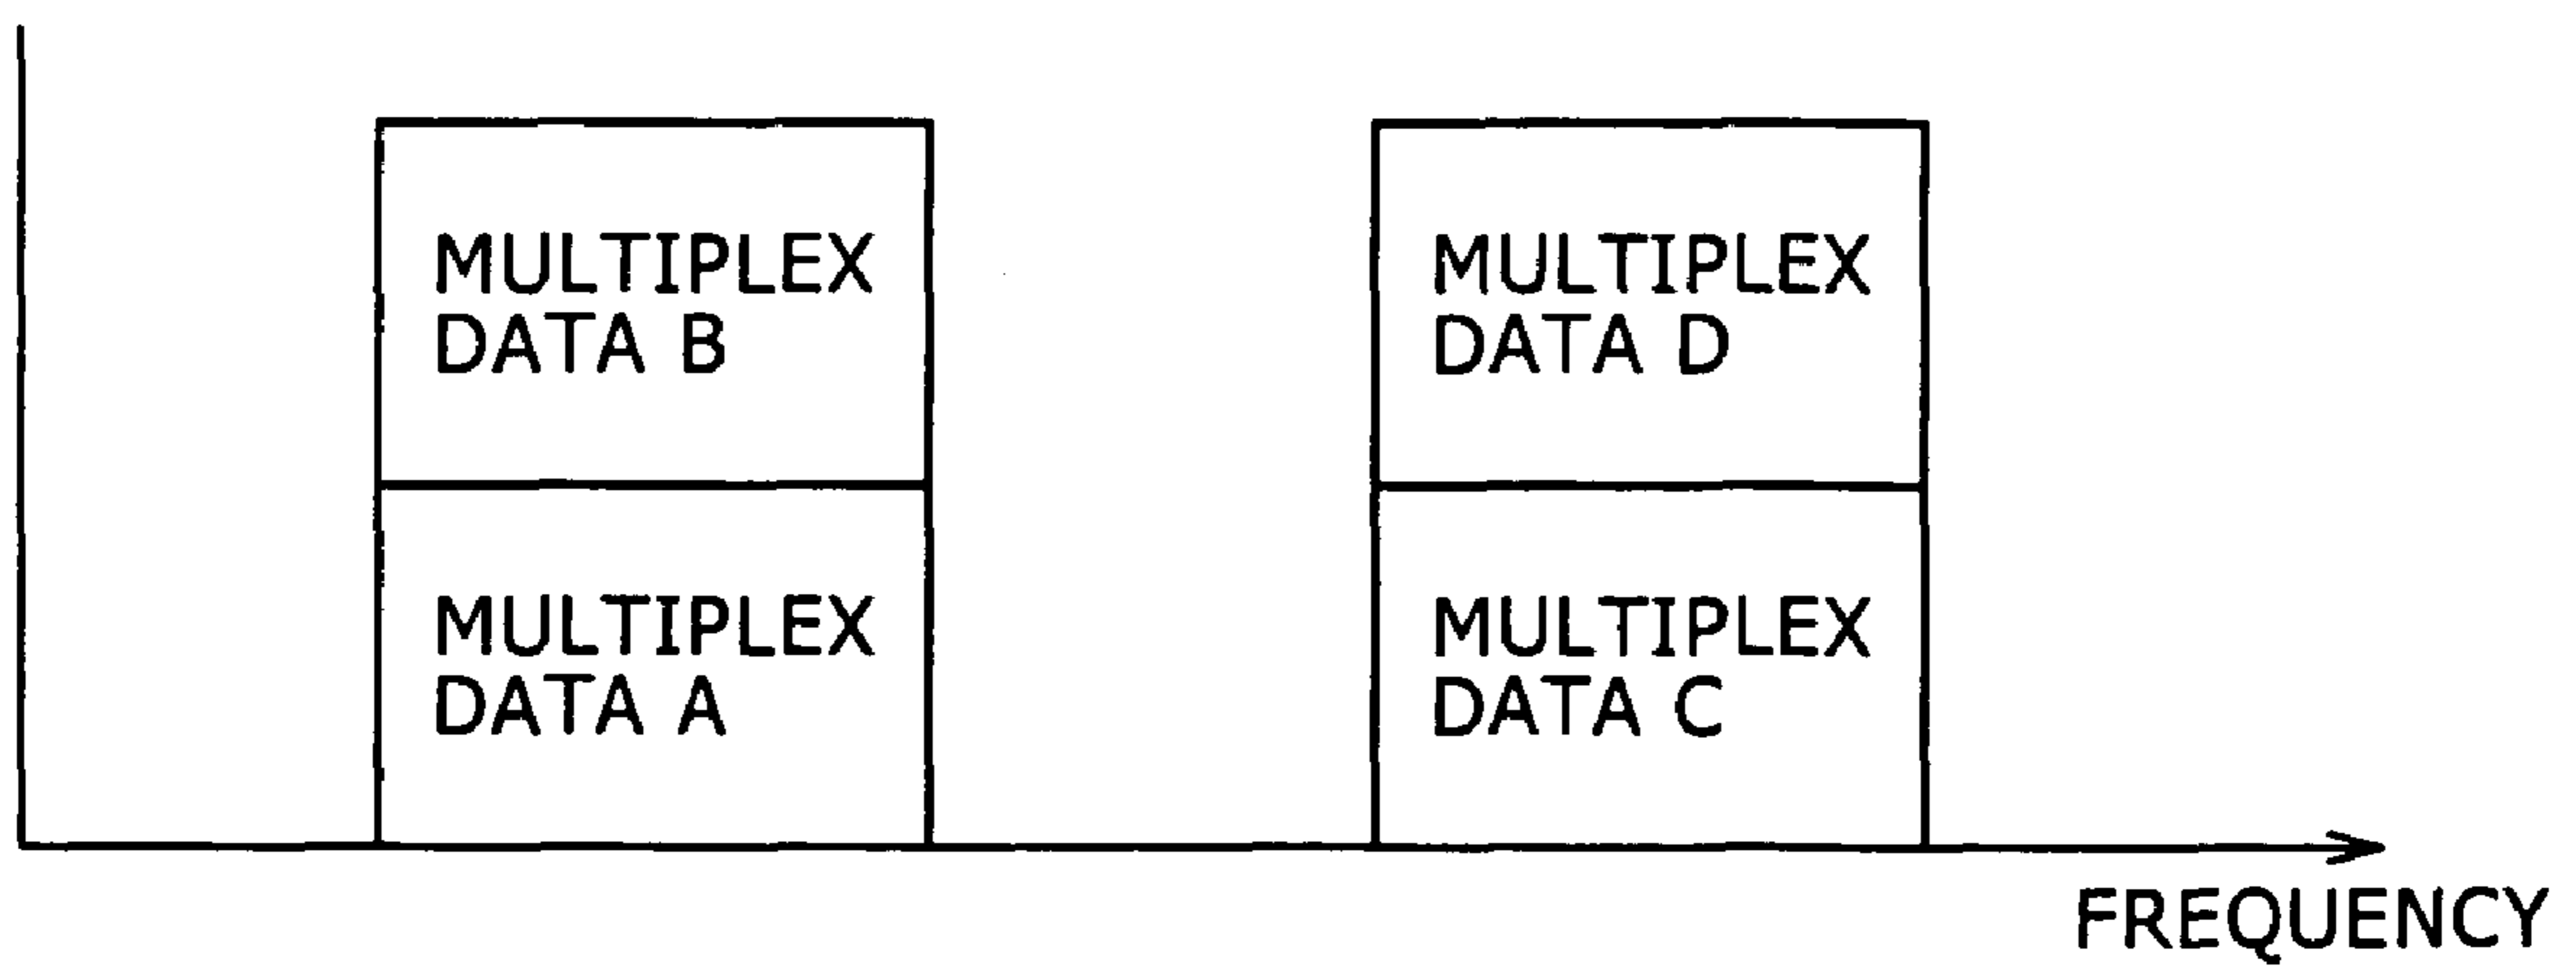 MULTIPLEX
DATA B
MULTIPLEX
DATA D
MULTIPLEX
DATA A
MULTIPLEX
DATA C
FREQUENCY